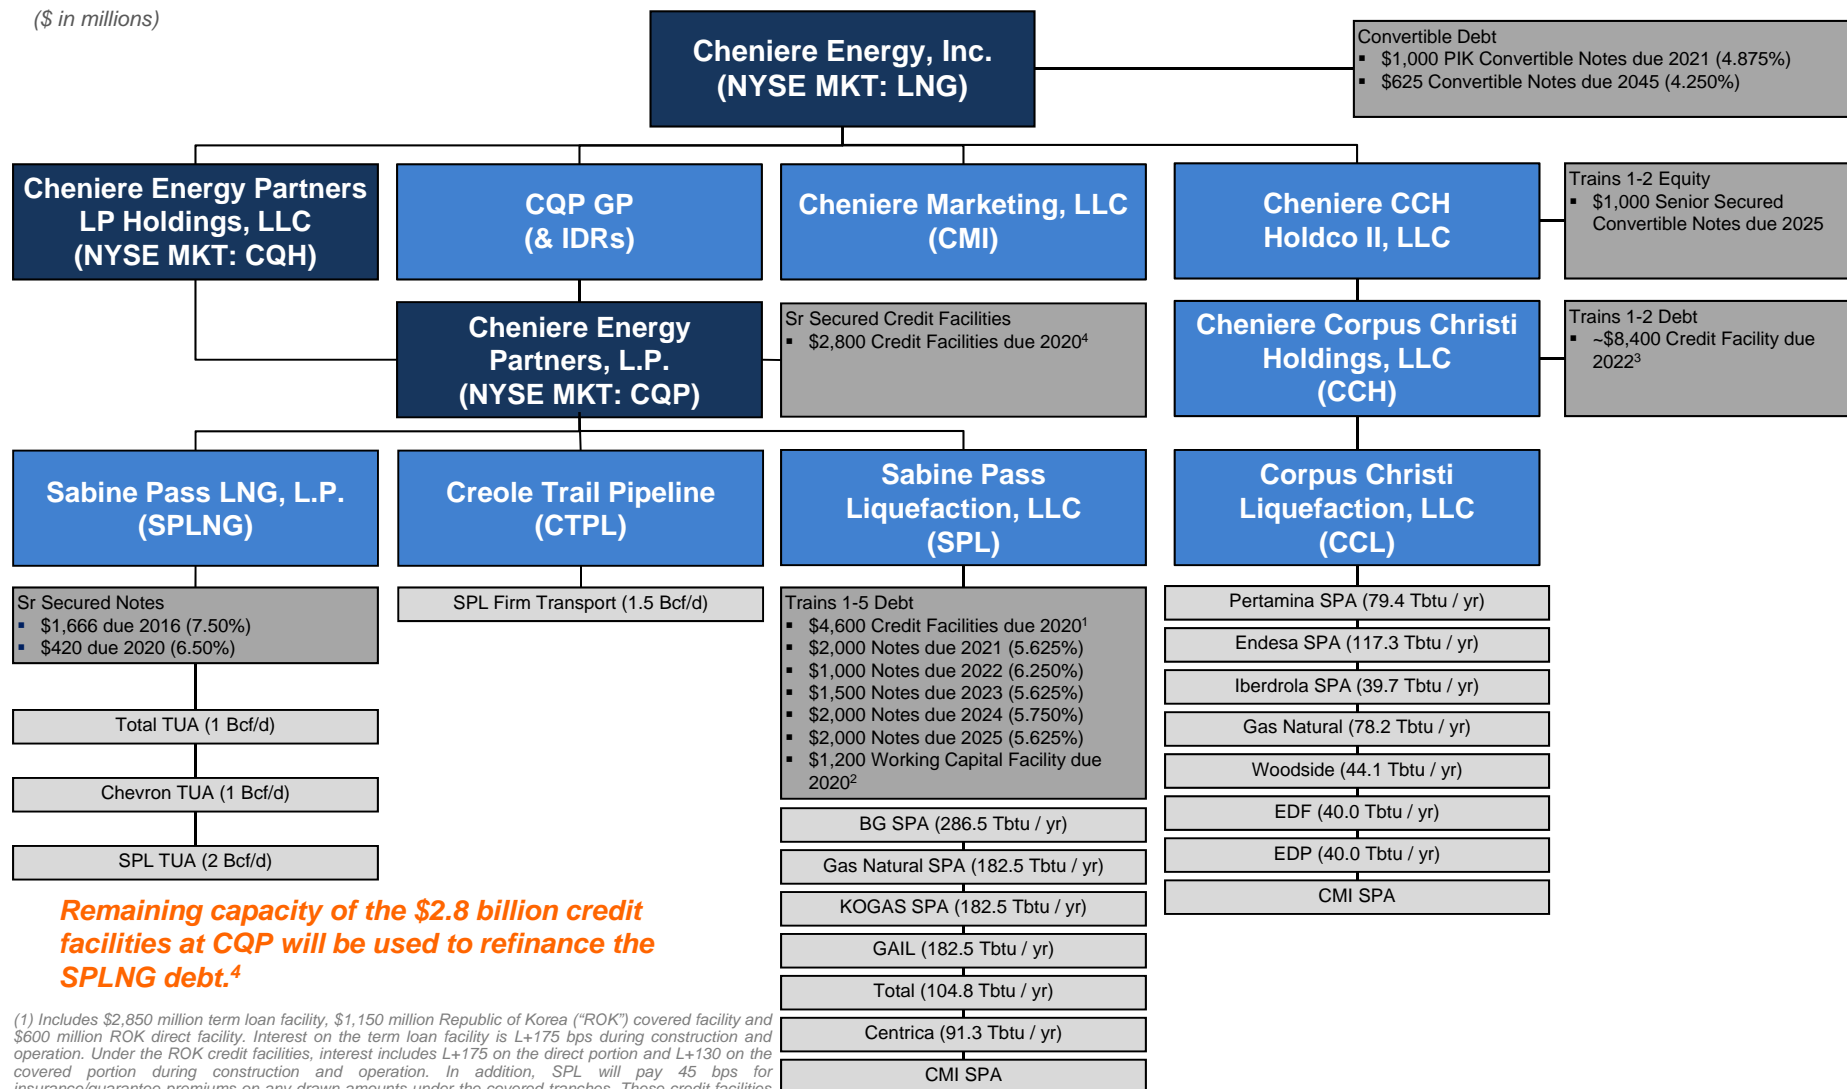 ($ in millions)
Cheniere Energy, Inc.
(NYSE MKT: LNG)
Convertible Debt
▪ $1,000 PIK Convertible Notes due 2021 (4.875%)
▪ $625 Convertible Notes due 2045 (4.250%)
Cheniere Energy Partners
LP Holdings, LLC
(NYSE MKT: CQH)
CQP GP
(& IDRs)
Cheniere Marketing, LLC
(CMI)
Cheniere CCH
Holdco II, LLC
Trains 1-2 Equity
▪ $1,000 Senior Secured
Convertible Notes due 2025
Cheniere Energy
Partners, L.P.
(NYSE MKT: CQP)
Sr Secured Credit Facilities
▪ $2,800 Credit Facilities due 2020⁴
Cheniere Corpus Christi
Holdings, LLC
(CCH)
Trains 1-2 Debt
▪ ~$8,400 Credit Facility due
2022³
Sabine Pass LNG, L.P.
(SPLNG)
Creole Trail Pipeline
(CTPL)
Sabine Pass
Liquefaction, LLC
(SPL)
Corpus Christi
Liquefaction, LLC
(CCL)
Sr Secured Notes
▪ $1,666 due 2016 (7.50%)
▪ $420 due 2020 (6.50%)
Total TUA (1 Bcf/d)
Chevron TUA (1 Bcf/d)
SPL TUA (2 Bcf/d)
SPL Firm Transport (1.5 Bcf/d)
Trains 1-5 Debt
▪ $4,600 Credit Facilities due 2020¹
▪ $2,000 Notes due 2021 (5.625%)
▪ $1,000 Notes due 2022 (6.250%)
▪ $1,500 Notes due 2023 (5.625%)
▪ $2,000 Notes due 2024 (5.750%)
▪ $2,000 Notes due 2025 (5.625%)
▪ $1,200 Working Capital Facility due
2020²
BG SPA (286.5 Tbtu / yr)
Gas Natural SPA (182.5 Tbtu / yr)
KOGAS SPA (182.5 Tbtu / yr)
GAIL (182.5 Tbtu / yr)
Total (104.8 Tbtu / yr)
Centrica (91.3 Tbtu / yr)
CMI SPA
Pertamina SPA (79.4 Tbtu / yr)
Endesa SPA (117.3 Tbtu / yr)
Iberdrola SPA (39.7 Tbtu / yr)
Gas Natural (78.2 Tbtu / yr)
Woodside (44.1 Tbtu / yr)
EDF (40.0 Tbtu / yr)
EDP (40.0 Tbtu / yr)
CMI SPA
Remaining capacity of the $2.8 billion credit
facilities at CQP will be used to refinance the
SPLNG debt.⁴
(1) Includes $2,850 million term loan facility, $1,150 million Republic of Korea (“ROK”) covered facility and
$600 million ROK direct facility. Interest on the term loan facility is L+175 bps during construction and
operation. Under the ROK credit facilities, interest includes L+175 on the direct portion and L+130 on the
covered portion during construction and operation. In addition, SPL will pay 45 bps for
insurance/guarantee premiums on any drawn amounts under the covered tranches. These credit facilities